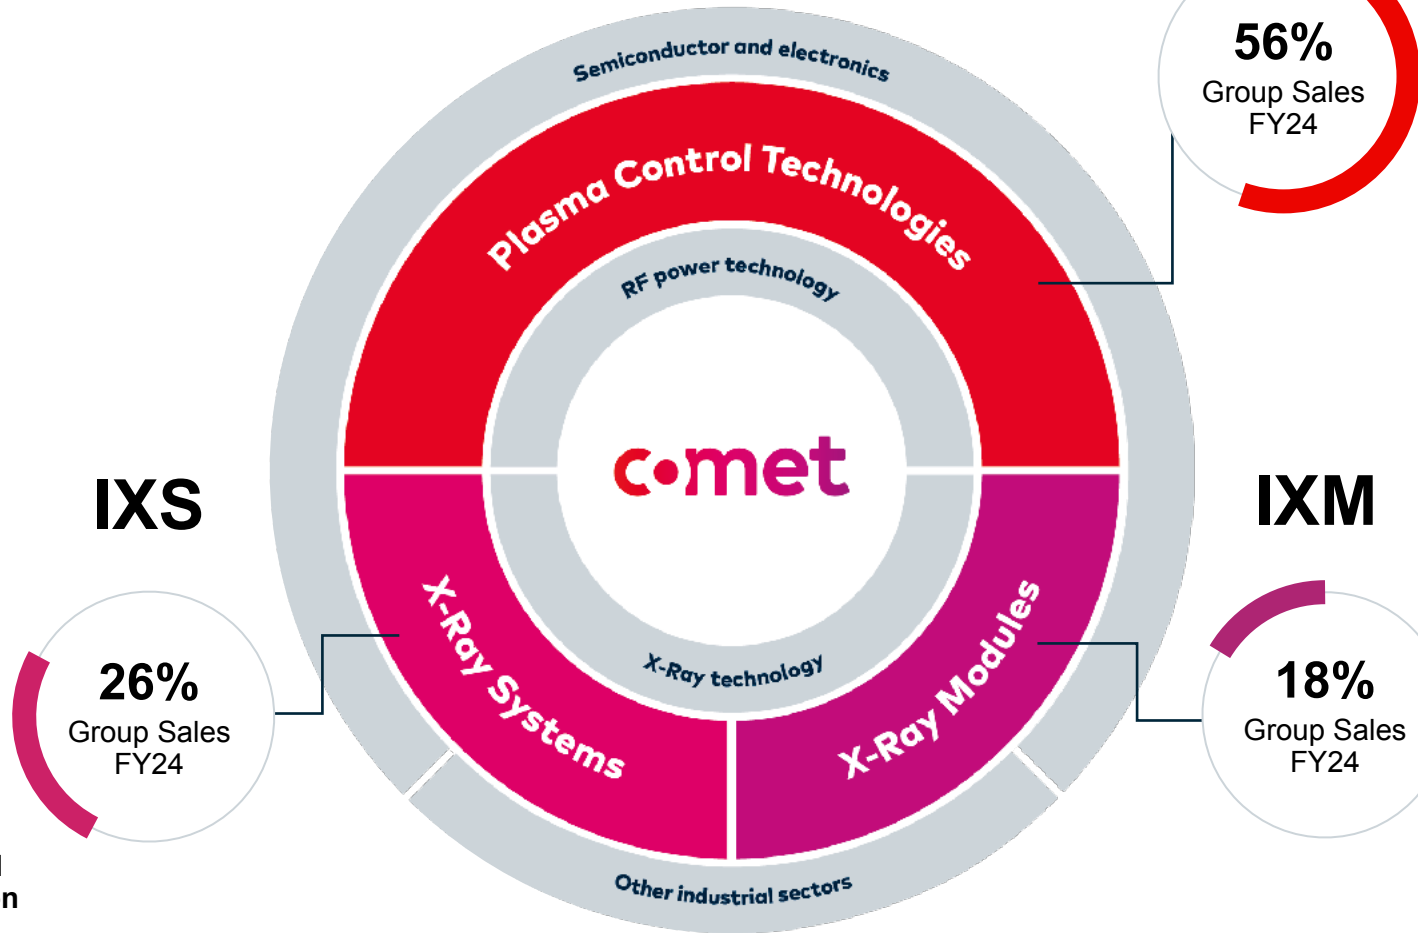 56%
Group Sales
FY24
Semiconductor and electronics
Plasma Control Technologies
RF power technology
comet
IXS
IXM
26%
Group Sales
FY24
X-Ray Systems
X-Ray technology
X-Ray Modules
18%
Group Sales
FY24
Other industrial sectors